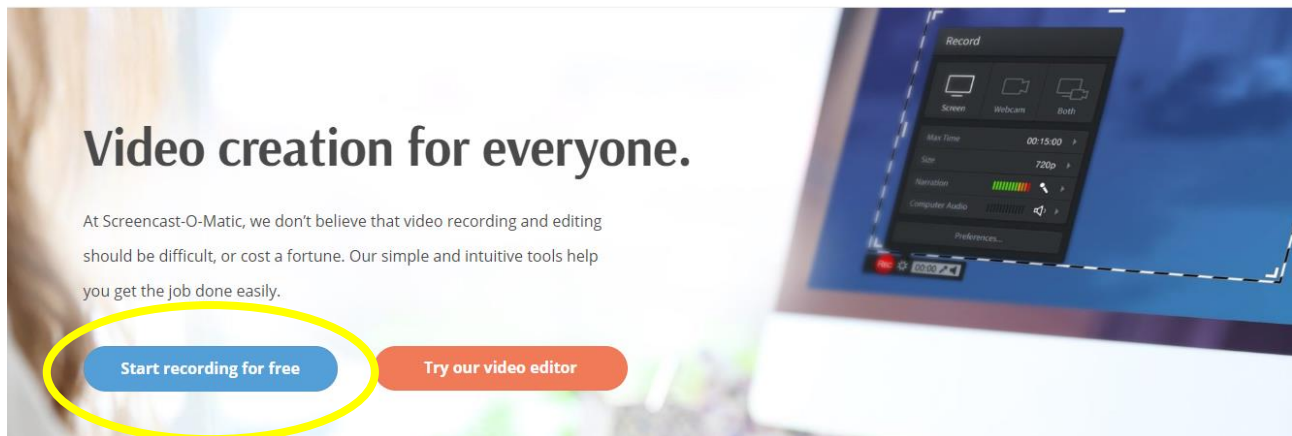 Video creation for everyone.
At Screencast-O-Matic, we don't believe that video recording and editing
should be difficult, or cost a fortune. Our simple and intuitive tools help
you get the job done easily.
Start recording for free
Try our video editor
Record
Screen
Webcam
Both
Max Time 00:15:00
Size 720p
Narration
Computer Audio
Preferences...
REC 00:00